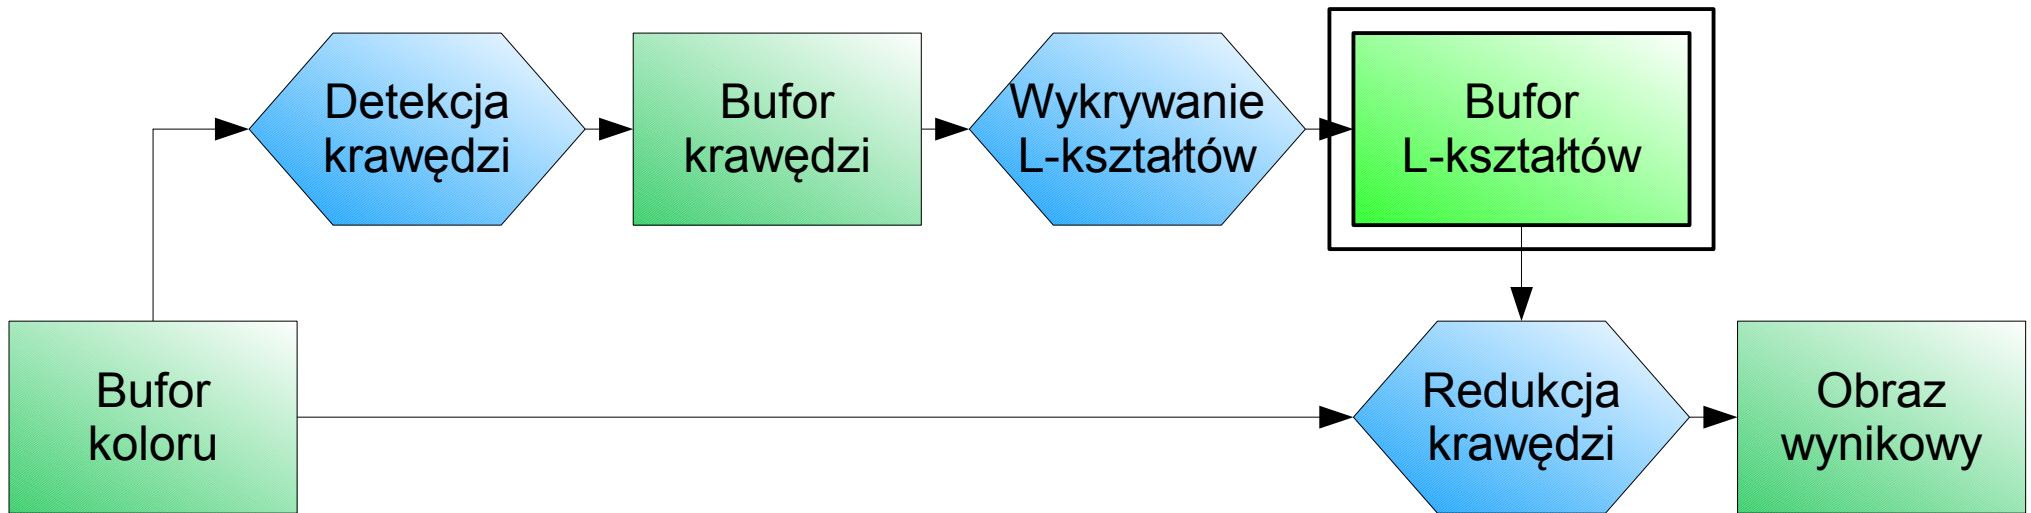 Detekcja
krawędzi
Bufor
krawędzi
Wykrywanie
L-kształtów
Bufor
L-kształtów
Bufor
koloru
Redukcja
krawędzi
Obraz
wynikowy